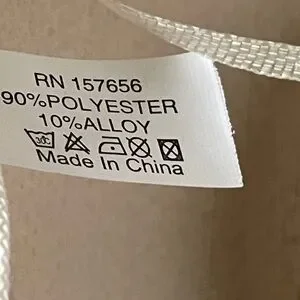 RN 157656
90%POLYESTER
10%ALLOY
Made In China